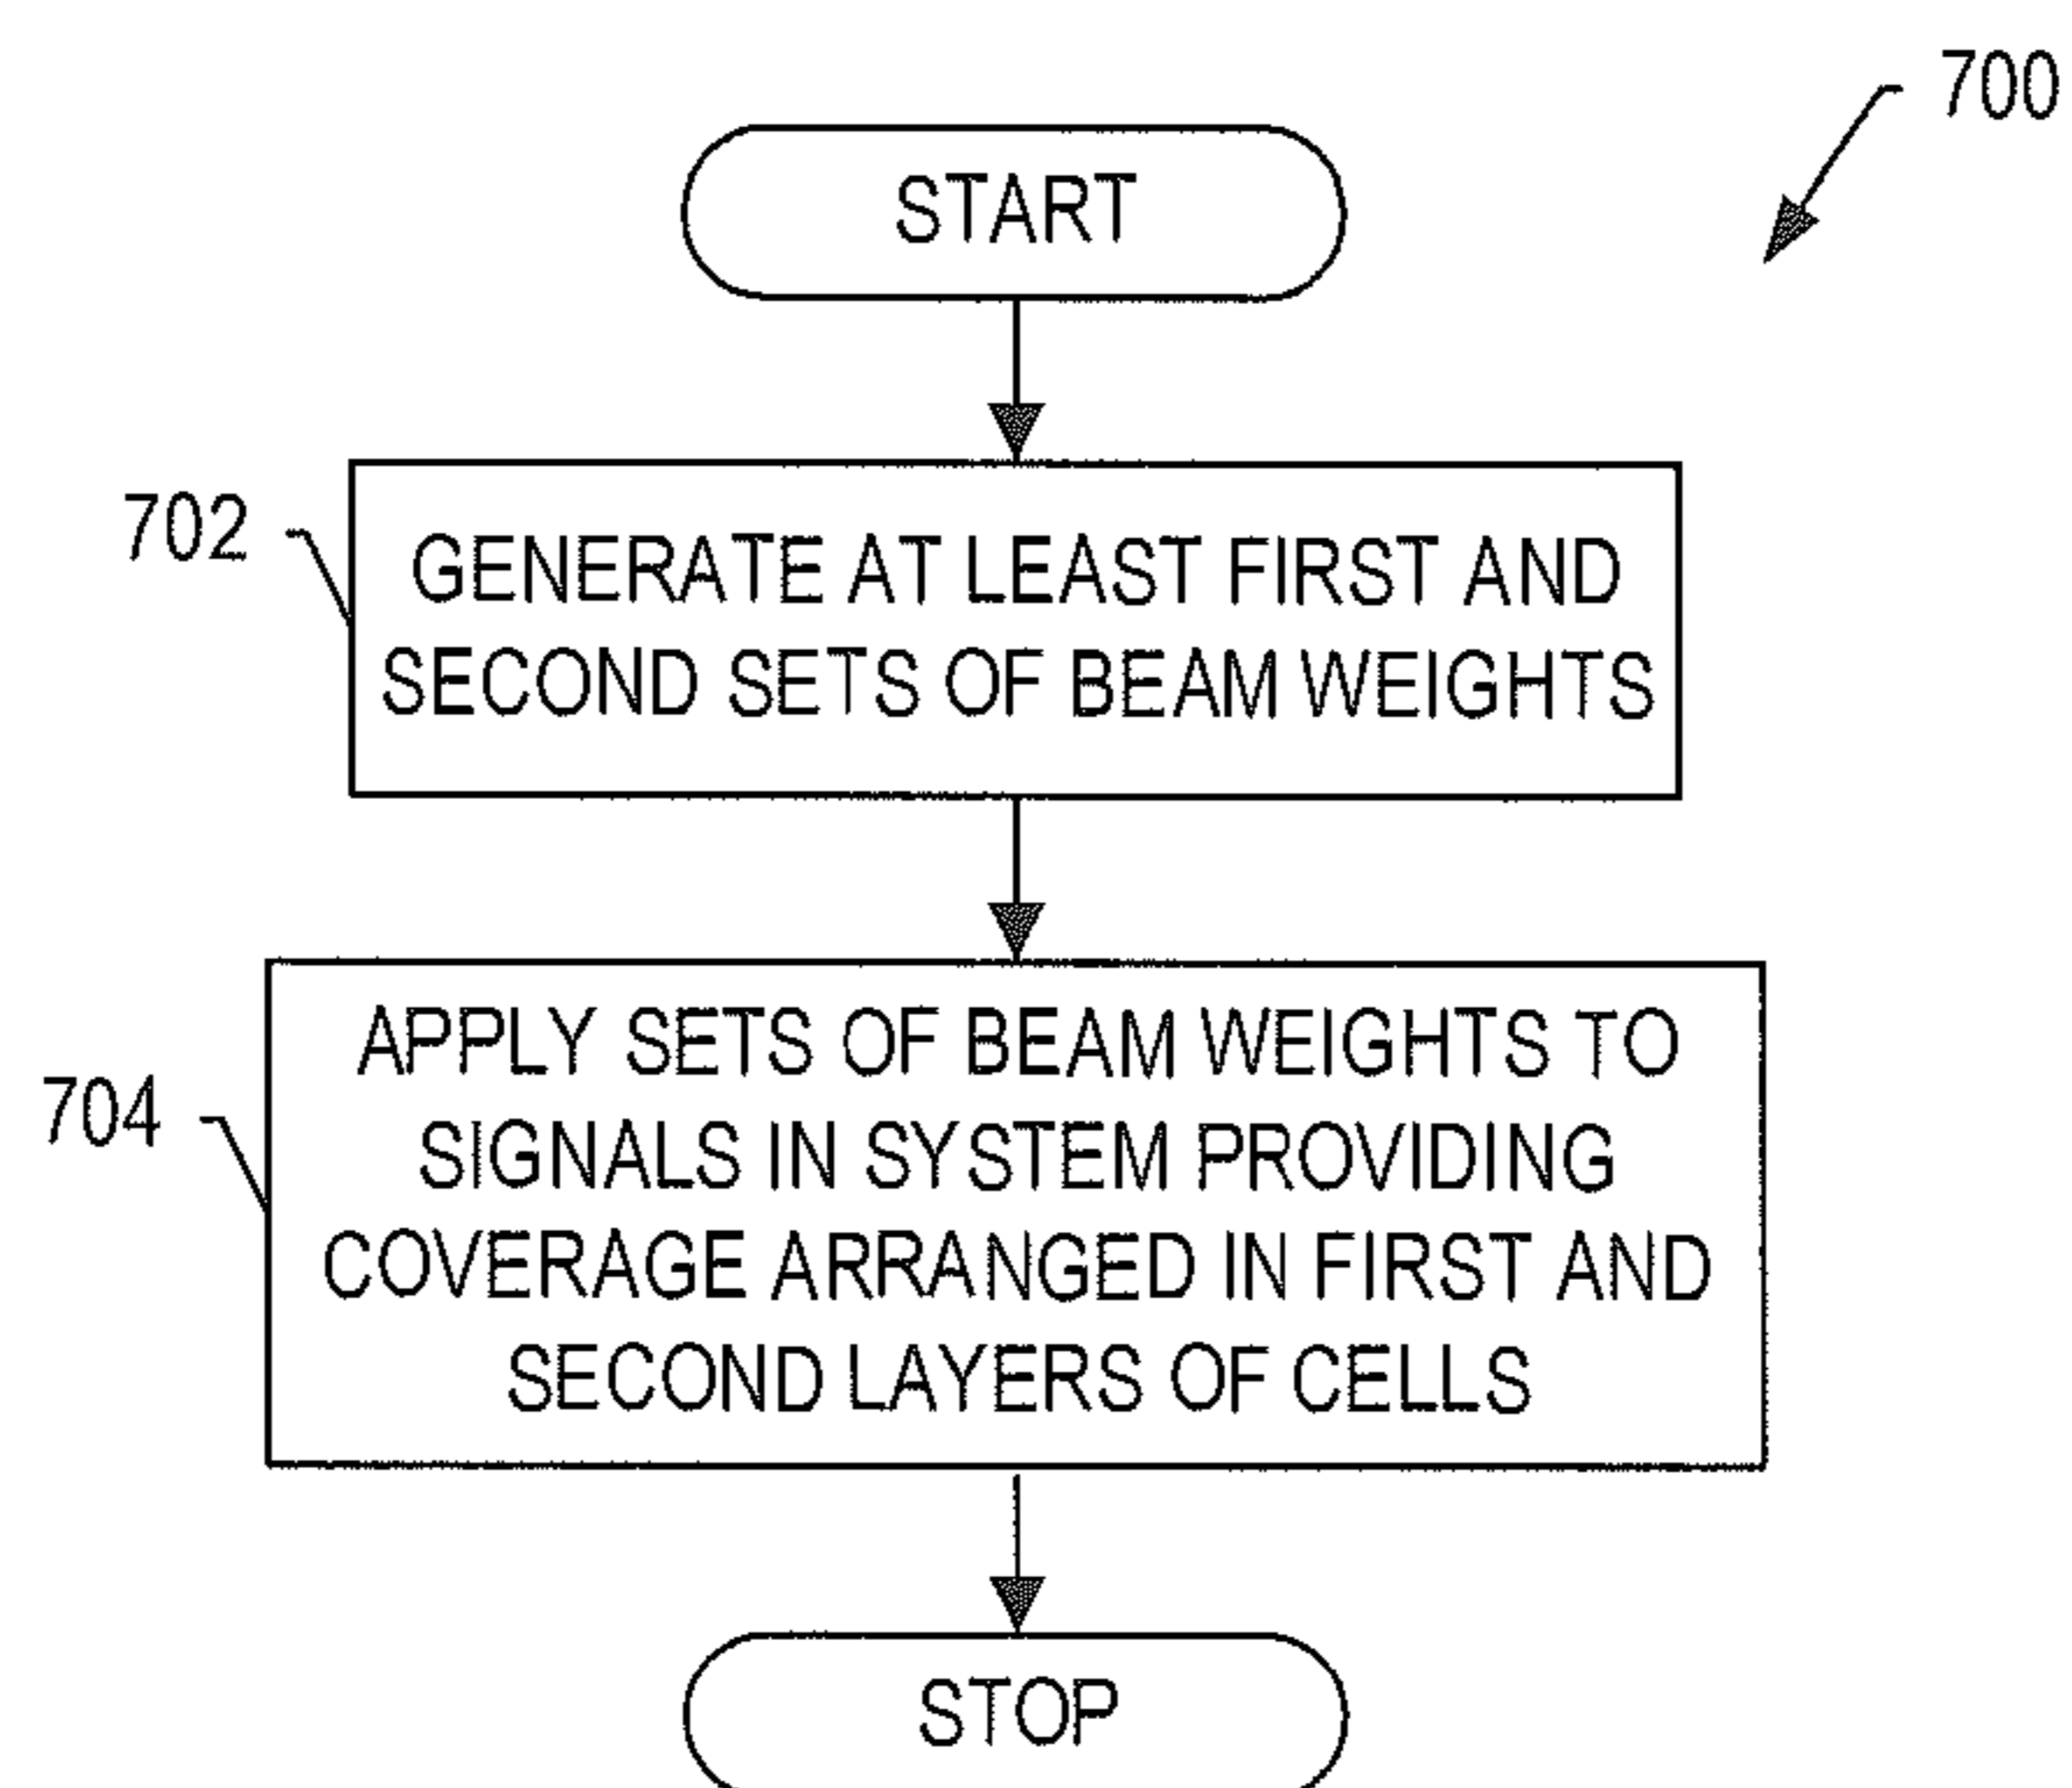 700
START
702
GENERATE AT LEAST FIRST AND
SECOND SETS OF BEAM WEIGHTS
704
APPLY SETS OF BEAM WEIGHTS TO
SIGNALS IN SYSTEM PROVIDING
COVERAGE ARRANGED IN FIRST AND
SECOND LAYERS OF CELLS
STOP